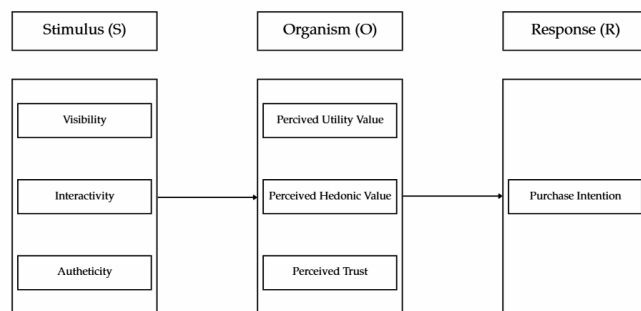 Stimulus (S)
Organism (O)
Response (R)
Visibility
Percived Utility Value
Interactivity
Perceived Hedonic Value
Purchase Intention
Autheticity
Perceived Trust